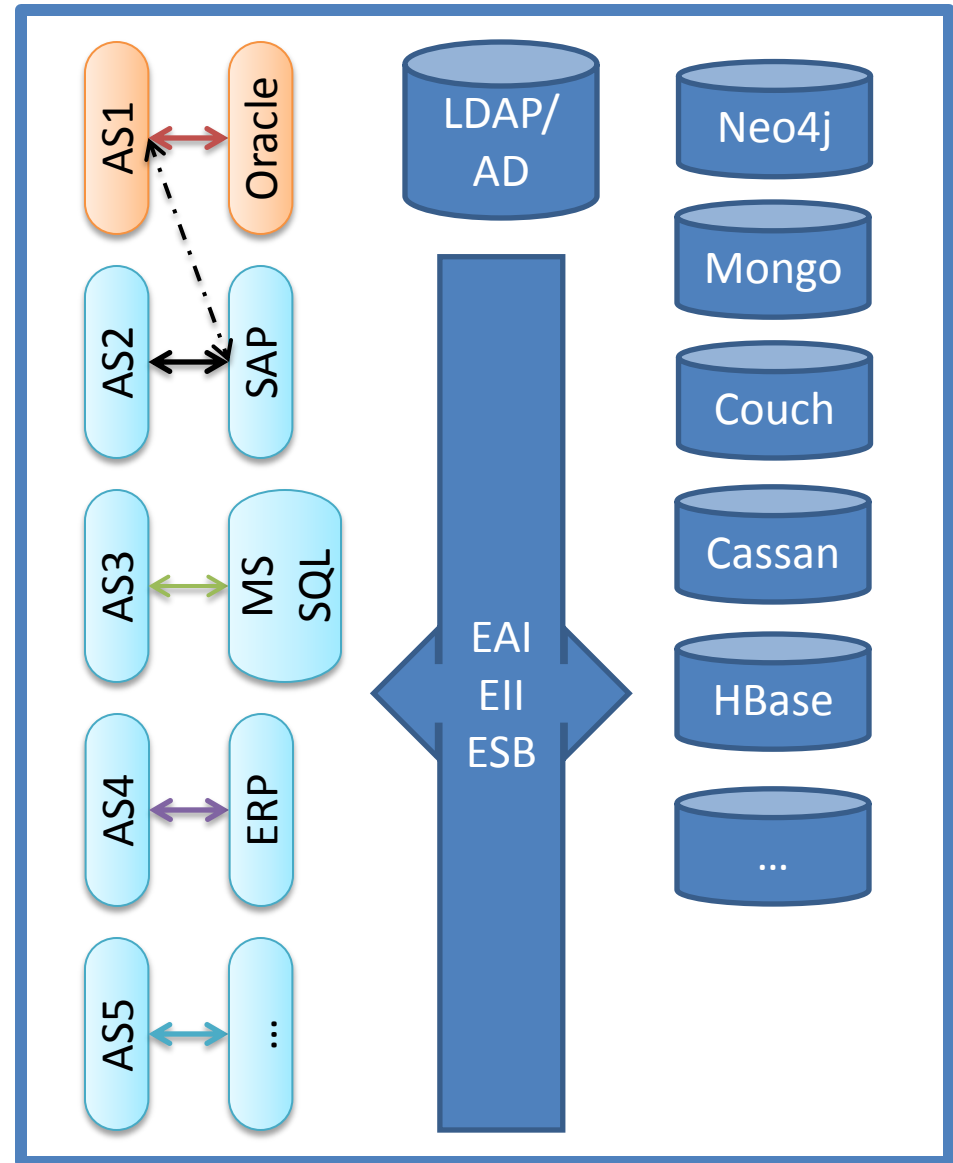 AS1
Oracle
AS2
SAP
AS3
MS
SQL
AS4
ERP
AS5
...
LDAP/
AD
EAI
EII
ESB
Neo4j
Mongo
Couch
Cassan
HBase
...